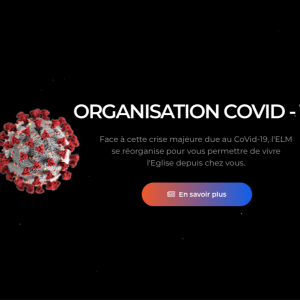 ORGANISATION COVID -
Face à cette crise majeure due au CoVid-19, l'ELM
se réorganise pour vous permettre de vivre
l'Eglise depuis chez vous.
En savoir plus